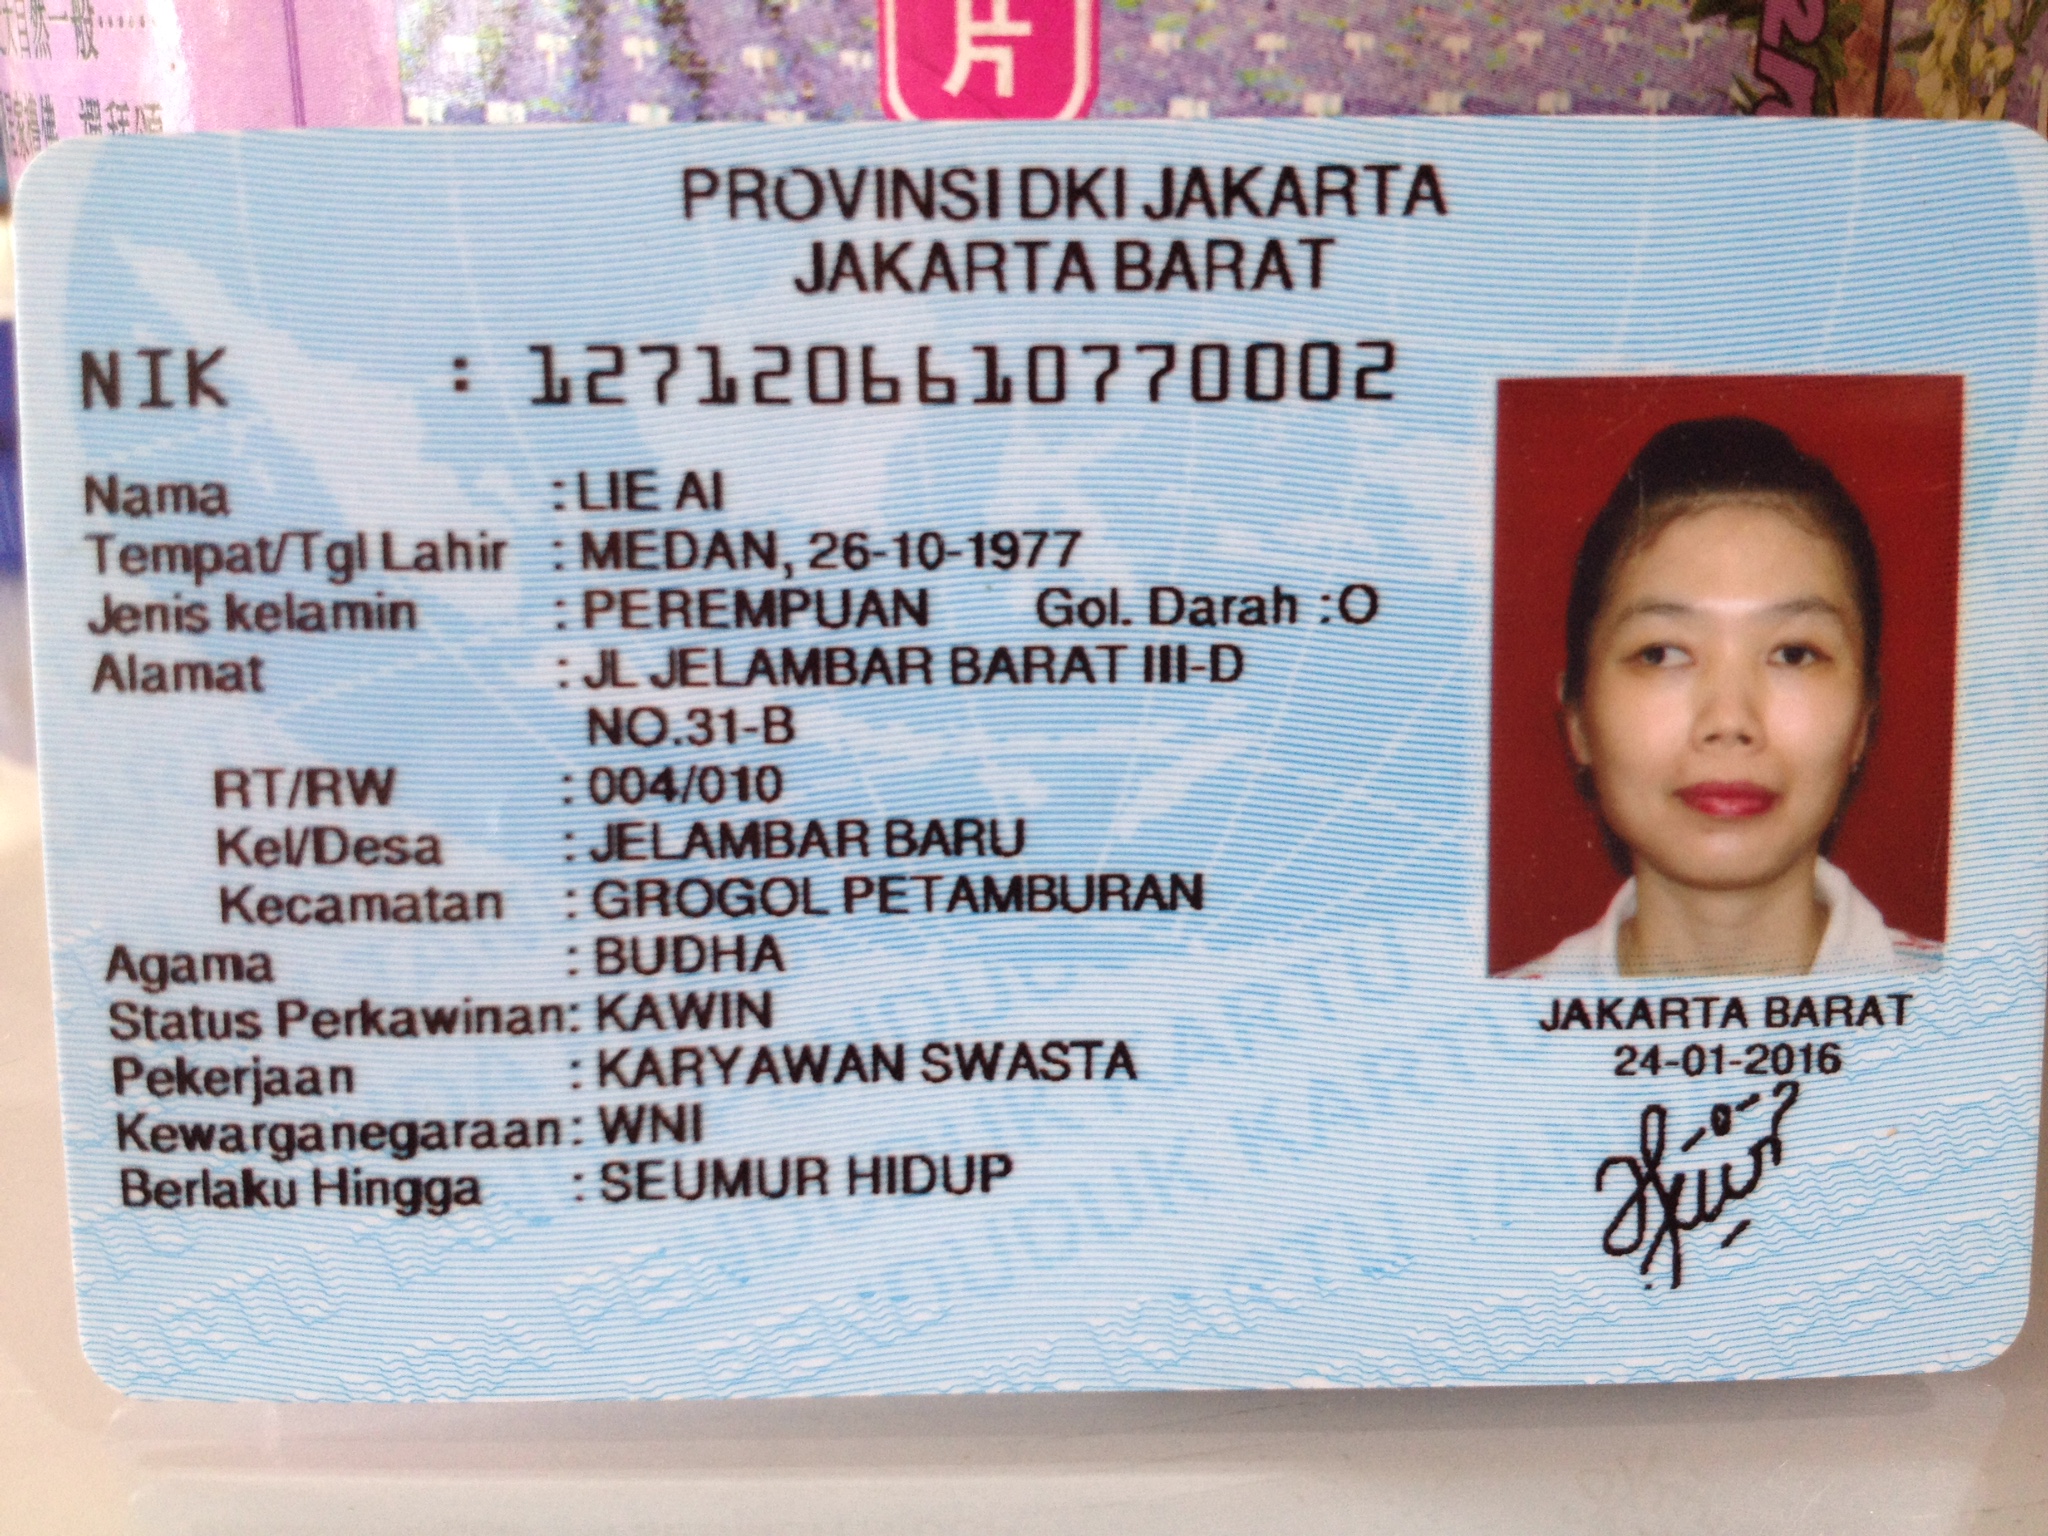 PROVINSI DKI JAKARTA
JAKARTA BARAT
NIK : 1271206610770002
Nama : LIE AI
Tempat/Tgl Lahir : MEDAN, 26-10-1977
Jenis kelamin : PEREMPUAN Gol. Darah : O
Alamat : JL JELAMBAR BARAT III-D
NO.31-B
RT/RW : 004/010
Kel/Desa : JELAMBAR BARU
Kecamatan : GROGOL PETAMBURAN
Agama : BUDHA
Status Perkawinan: KAWIN
Pekerjaan : KARYAWAN SWASTA
Kewarganegaraan: WNI
Berlaku Hingga : SEUMUR HIDUP
JAKARTA BARAT
24-01-2016